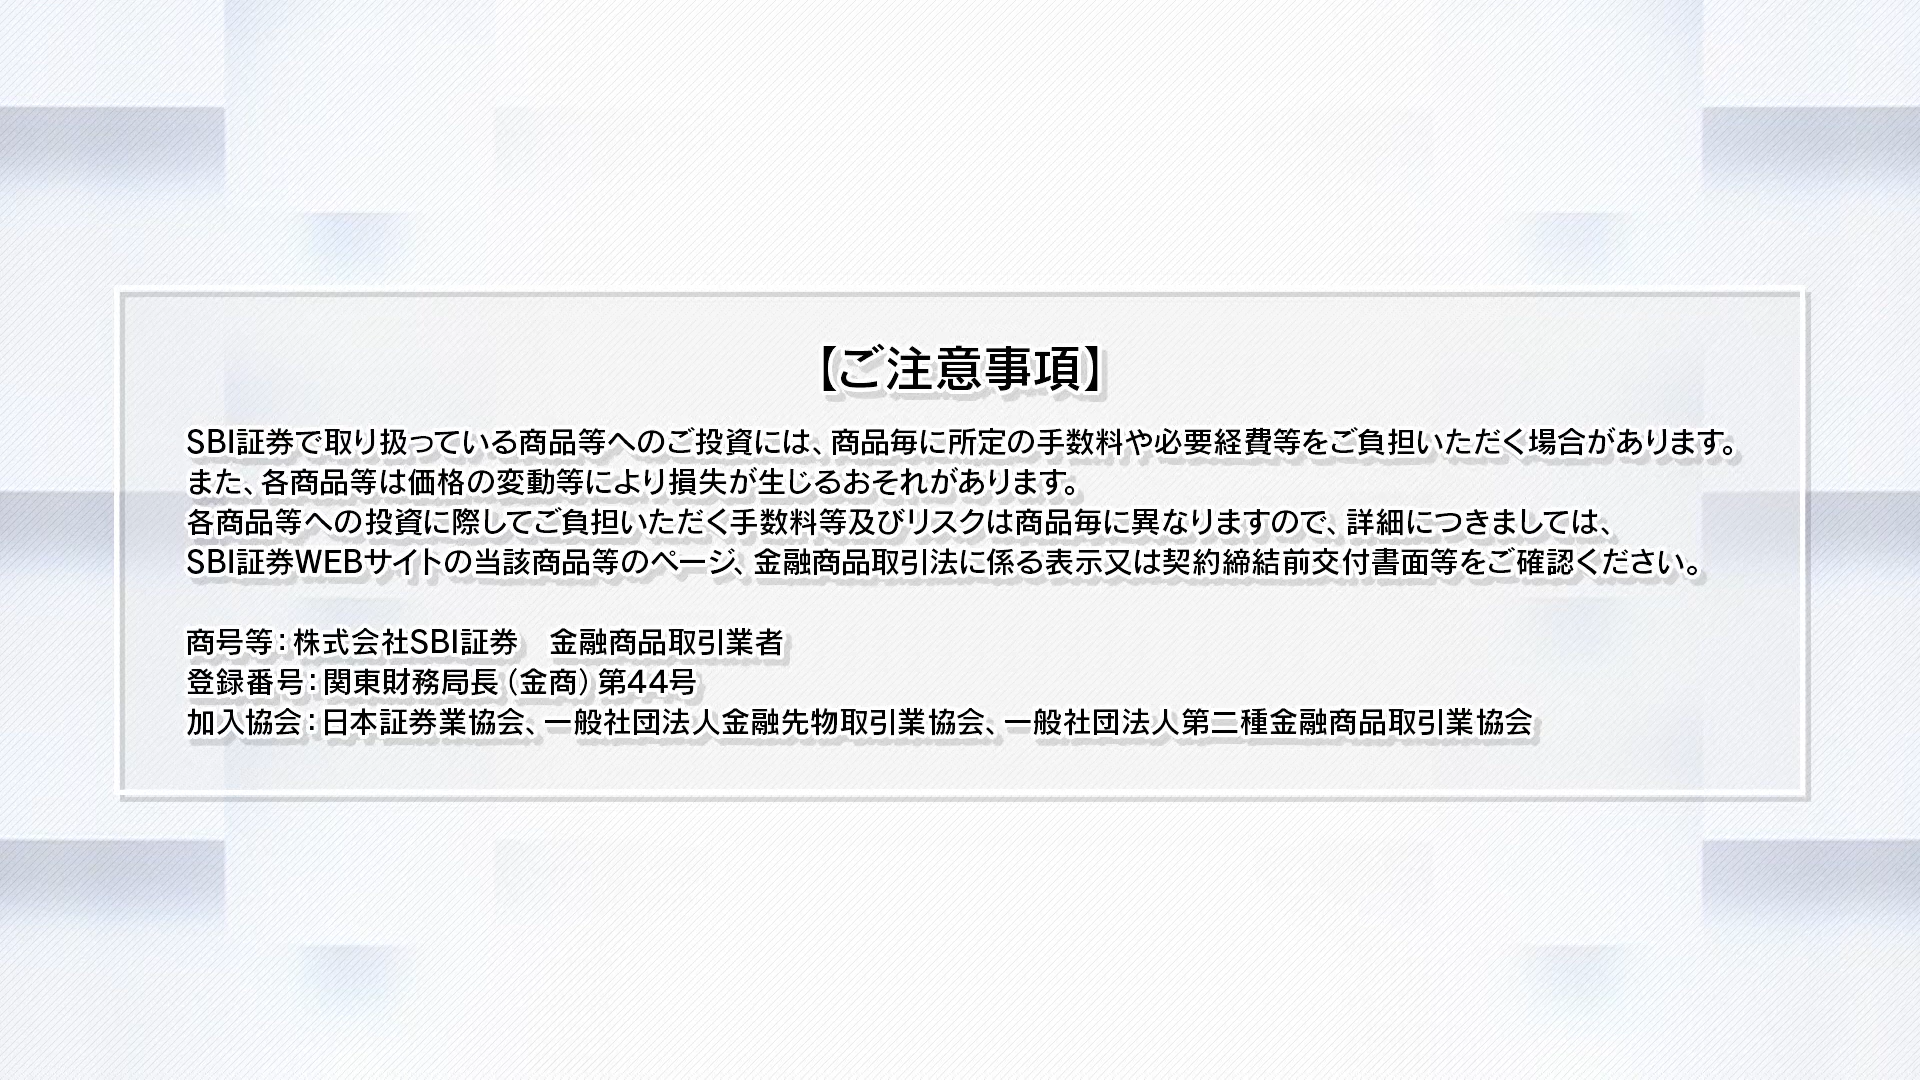 【ご注意事項】
SBI証券で取り扱っている商品等へのご投資には、商品毎に所定の手数料や必要経費等をご負担いただく場合があります。
また、各商品等は価格の変動等により損失が生じるおそれがあります。
各商品等への投資に際してご負担いただく手数料等及びリスクは商品毎に異なりますので、詳細につきましては、
SBI証券WEBサイトの当該商品等のページ、金融商品取引法に係る表示又は契約締結前交付書面等をご確認ください。
商号等：株式会社SBI証券　金融商品取引業者
登録番号：関東財務局長（金商）第44号
加入協会：日本証券業協会、一般社団法人金融先物取引業協会、一般社団法人第二種金融商品取引業協会